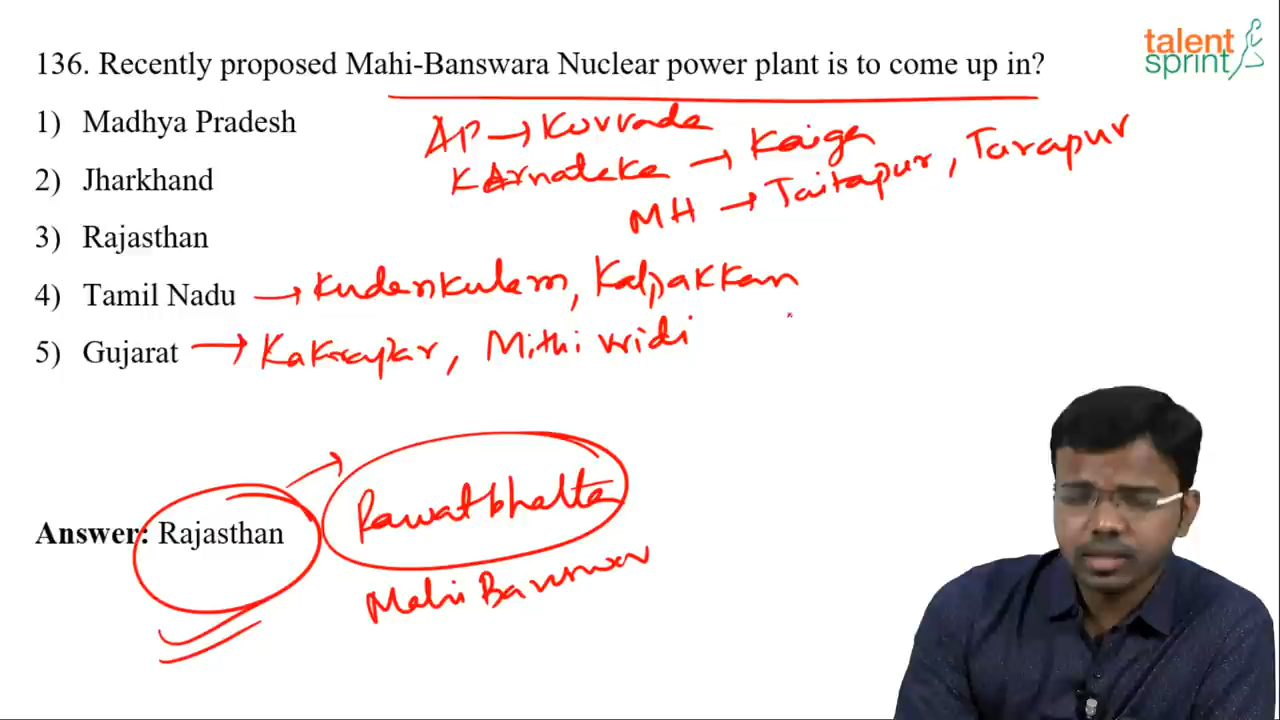 talent
sprint
136. Recently proposed Mahi-Banswara Nuclear power plant is to come up in?
1) Madhya Pradesh
AP → Kovvada
2) Jharkhand
Karnataka → Kaiga
MH → Jaitapur, Tarapur
3) Rajasthan
4) Tamil Nadu → Kudankulam, Kalpakkam
5) Gujarat → Kakrapar, Mithi virdi
Answer: Rajasthan → Rawatbhatta
Mahi Banswar